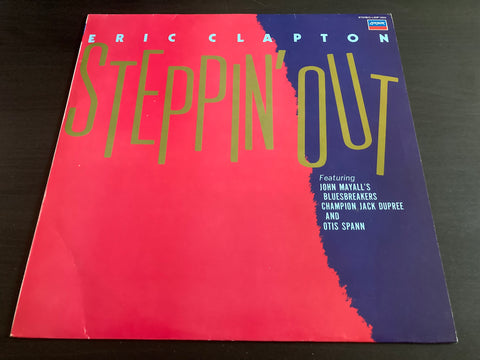 ERIC CLAPTON
STEPPIN' OUT
Featuring
JOHN MAYALL'S
BLUESBREAKERS
CHAMPION JACK DUPREE
AND
OTIS SPANN